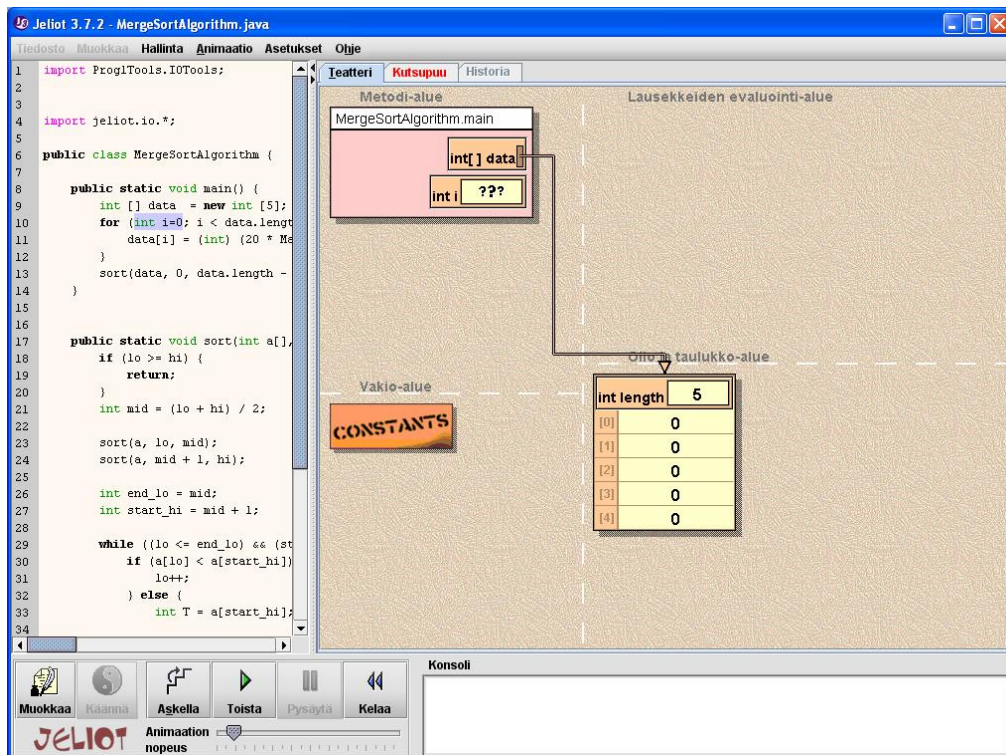 Jeliot 3.7.2 - MergeSortAlgorithm.java
Tiedosto Muokkaa Hallinta Animaatio Asetukset Ohje
1 import Prog1Tools.IOTools;
2
3
4 import jeliot.io.*;
5
6 public class MergeSortAlgorithm {
7
8 public static void main() {
9 int [] data = new int [5];
10 for (int i=0; i < data.lengt
11 data[i] = (int) (20 * Ma
12 }
13 sort(data, 0, data.length -
14 }
15
16
17 public static void sort(int a[],
18 if (lo >= hi) {
19 return;
20 }
21 int mid = (lo + hi) / 2;
22
23 sort(a, lo, mid);
24 sort(a, mid + 1, hi);
25
26 int end_lo = mid;
27 int start_hi = mid + 1;
28
29 while ((lo <= end_lo) && (st
30 if (a[lo] < a[start_hi])
31 lo++;
32 } else {
33 int T = a[start_hi];
34
Teatteri Kutsupuu Historia
Metodi-alue
Lausekkeiden evaluointi-alue
MergeSortAlgorithm.main
int[ ] data
int i ???
Vakio-alue
CONSTANTS
Olio ja taulukko-alue
int length 5
[0] 0
[1] 0
[2] 0
[3] 0
[4] 0
Muokkaa Käännä Askella Toista Pysäytä Kelaa
JELIOT
Animaation
nopeus
Konsoli